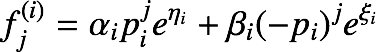 $f_j^{(i)} = \alpha_i p_i^j e^{\eta_i} + \beta_i (-p_i)^j e^{\xi_i}$